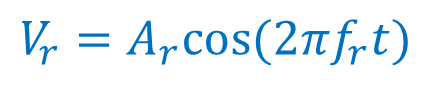 Vᵣ = Aᵣcos(2πfᵣt)